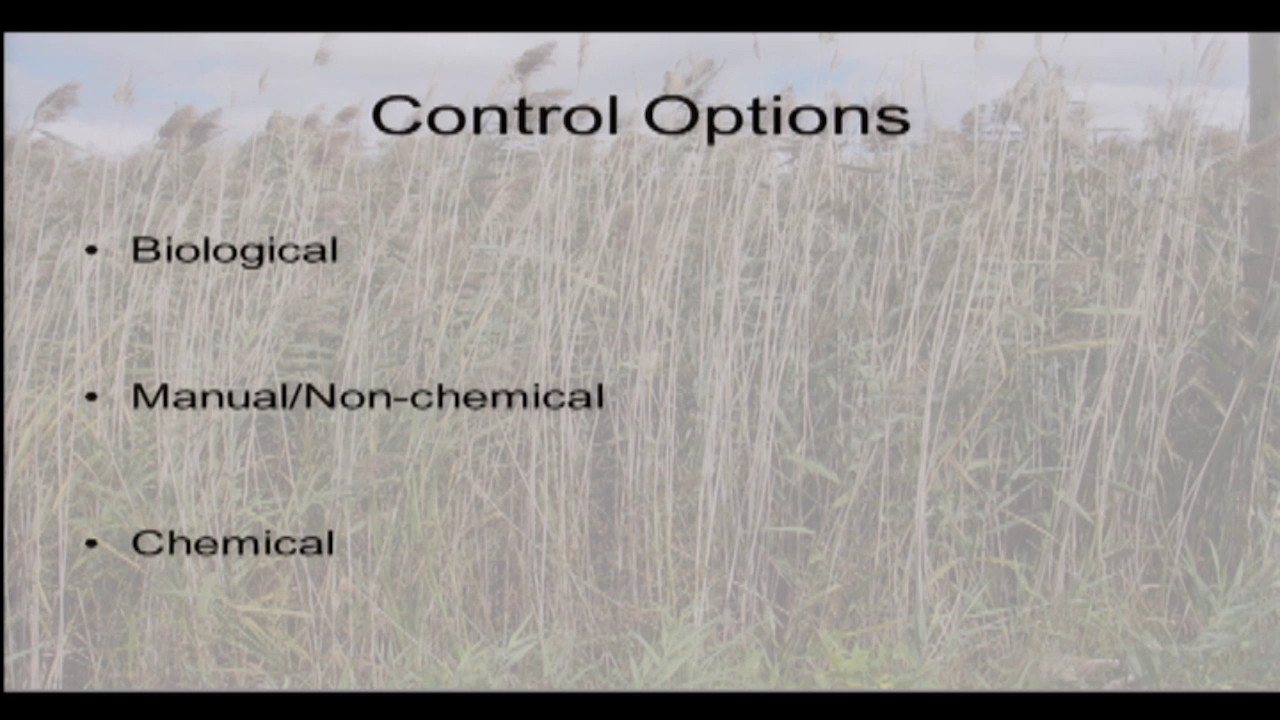 Control Options
• Biological
• Manual/Non-chemical
• Chemical